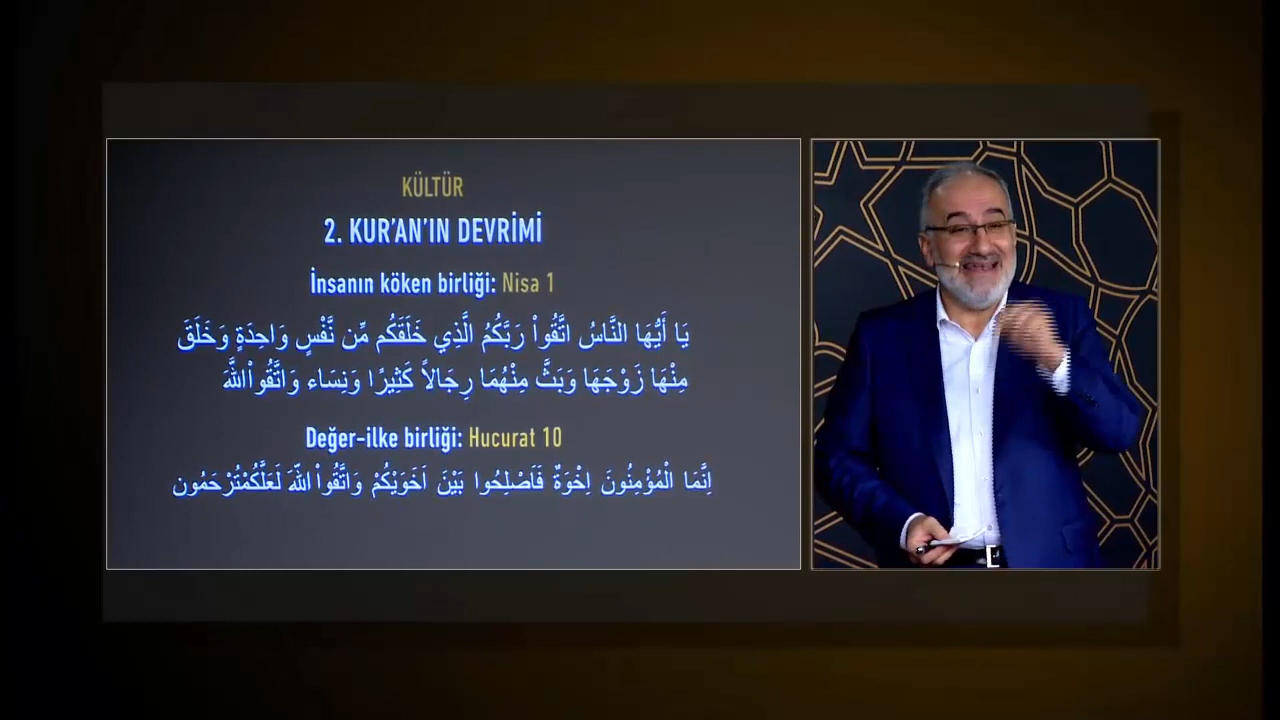 KÜLTÜR
2. KUR’AN’IN DEVRİMİ
İnsanın köken birliği: Nisa 1
يَا أَيُّهَا النَّاسُ اتَّقُواْ رَبَّكُمُ الَّذِي خَلَقَكُم مِّن نَّفْسٍ وَاحِدَةٍ وَخَلَقَ
مِنْهَا زَوْجَهَا وَبَثَّ مِنْهُمَا رِجَالاً كَثِيرًا وَنِسَاء وَاتَّقُواْ اللّهَ
Değer-ilke birliği: Hucurat 10
اِنَّمَا الْمُؤْمِنُونَ اِخْوَةٌ فَاَصْلِحُوا بَيْنَ اَخَوَيْكُمْ وَاتَّقُواْ اللّٰهَ لَعَلَّكُمْتُرْحَمُون